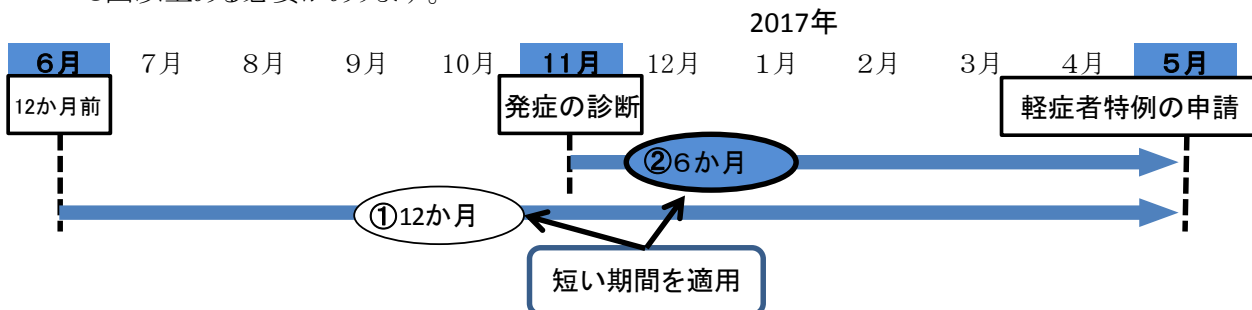 2017年
6月 7月 8月 9月 10月 11月 12月 1月 2月 3月 4月 5月
12か月前 発症の診断 軽症者特例の申請
②6か月
①12か月
短い期間を適用